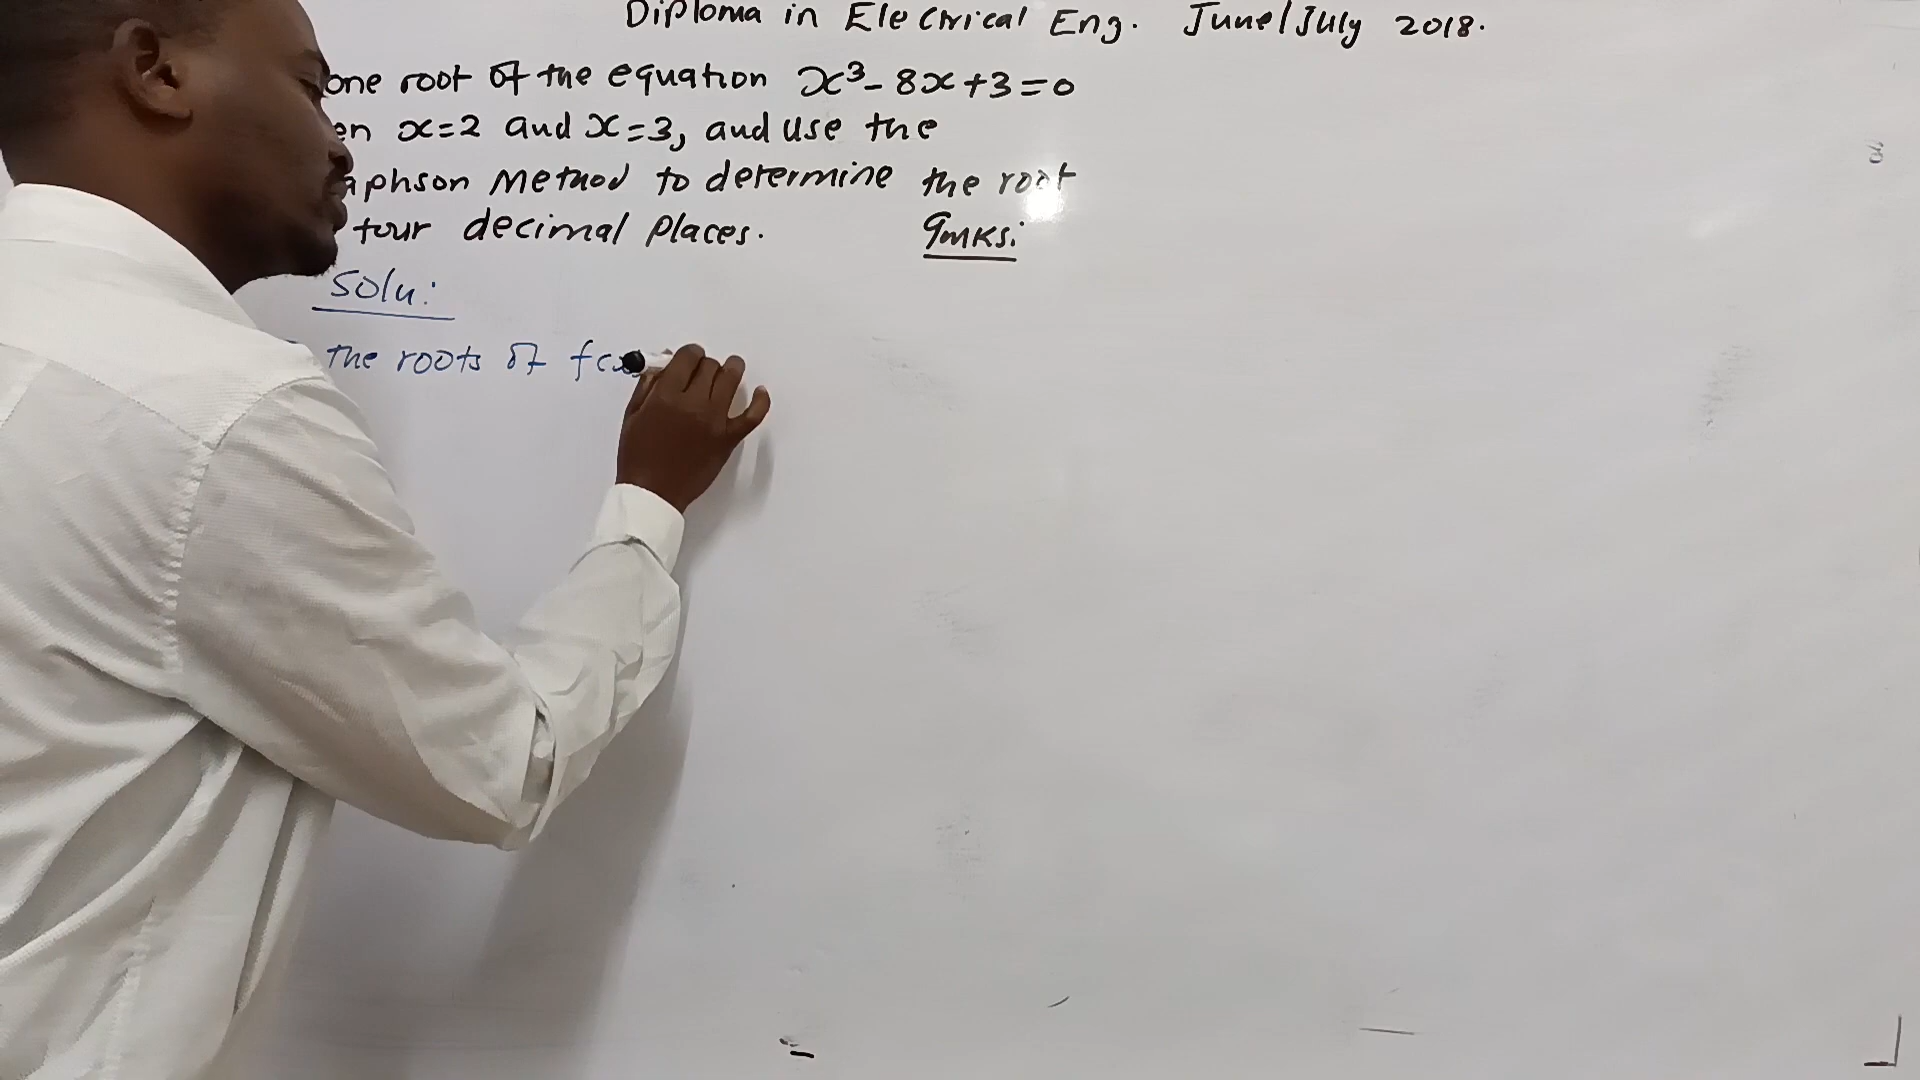 Diploma in Electrical Eng. June/July 2018.
one root of the equation x³-8x+3=0
en x=2 and x=3, and use the
aphson Method to determine the root
four decimal places. 9mks:
Soln:
the roots of f(x)